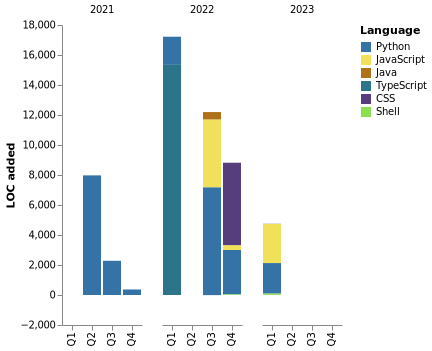 2021 2022 2023
LOC added
18,000
16,000
14,000
12,000
10,000
8,000
6,000
4,000
2,000
0
−2,000
Q1 Q2 Q3 Q4 Q1 Q2 Q3 Q4 Q1 Q2 Q3 Q4
Language
Python
JavaScript
Java
TypeScript
CSS
Shell